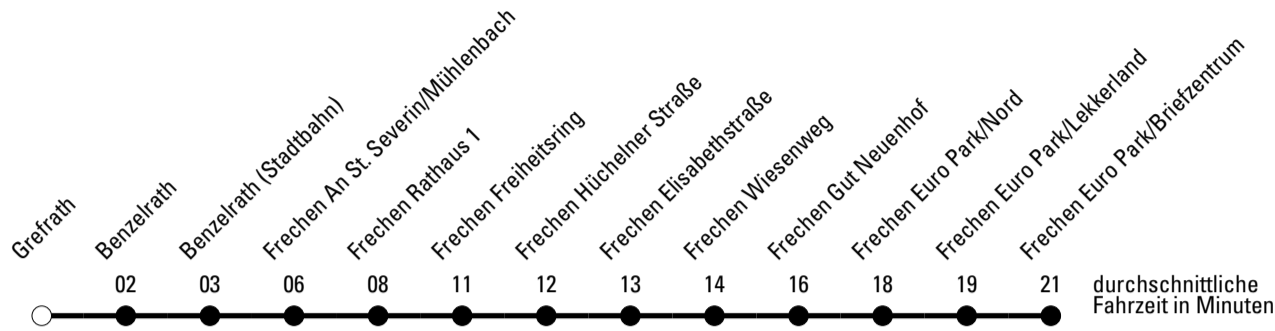 Grefrath
Benzelrath
Benzelrath (Stadtbahn)
Frechen An St. Severin/Mühlenbach
Frechen Rathaus 1
Frechen Freiheitsring
Frechen Hüchelner Straße
Frechen Elisabethstraße
Frechen Wiesenweg
Frechen Gut Neuenhof
Frechen Euro Park/Nord
Frechen Euro Park/Lekkerland
Frechen Euro Park/Briefzentrum
02 03 06 08 11 12 13 14 16 18 19 21
durchschnittliche
Fahrzeit in Minuten